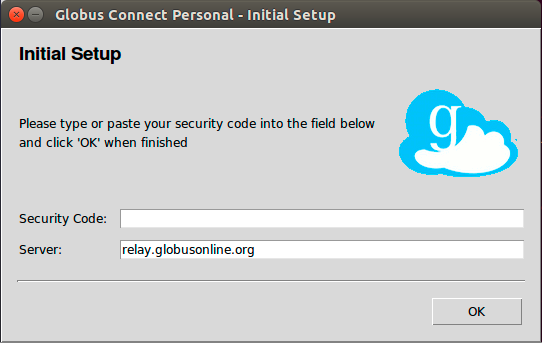 Globus Connect Personal - Initial Setup
Initial Setup
Please type or paste your security code into the field below
and click 'OK' when finished
g
Security Code:
Server: relay.globusonline.org
OK